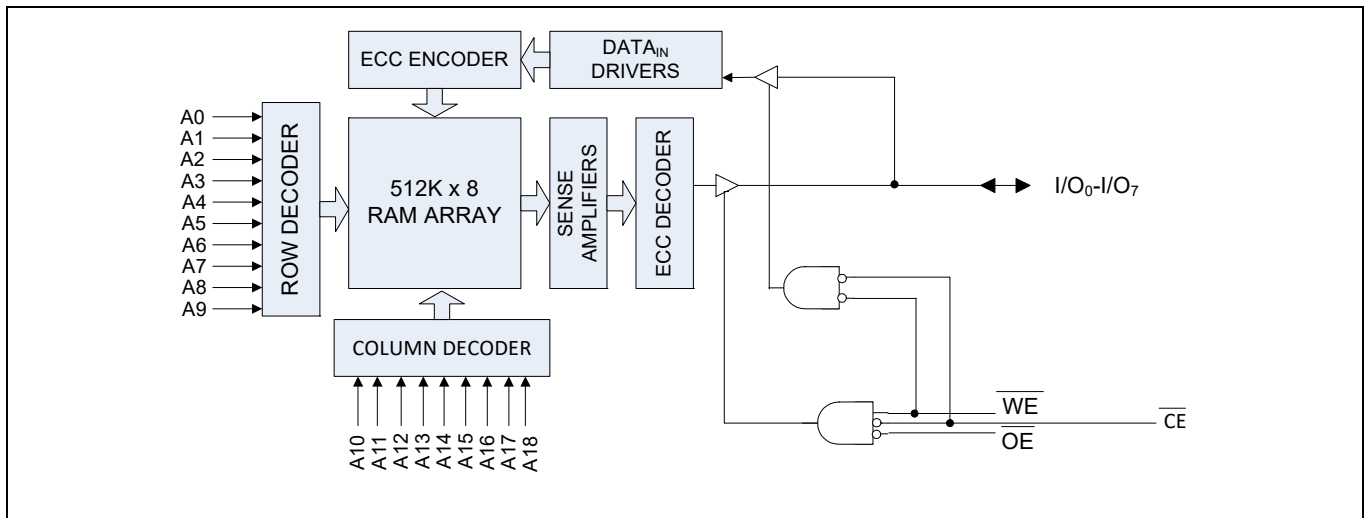 ECC ENCODER
DATAIN
DRIVERS
A0
A1
A2
A3
A4
A5
A6
A7
A8
A9
ROW DECODER
512K x 8
RAM ARRAY
SENSE
AMPLIFIERS
ECC DECODER
I/O0-I/O7
COLUMN DECODER
A10
A11
A12
A13
A14
A15
A16
A17
A18
WE
OE
CE